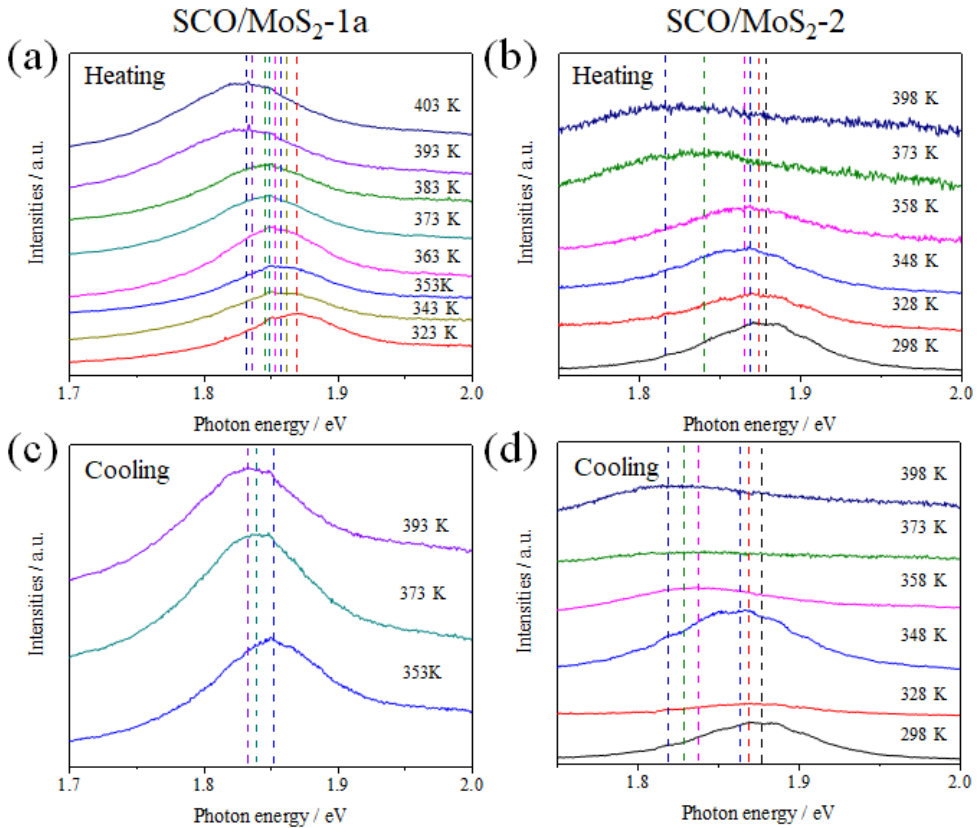 SCO/MoS₂-1a
SCO/MoS₂-2
(a)
Heating
403 K
393 K
383 K
373 K
363 K
353K
343 K
323 K
Intensities / a.u.
1.7 1.8 1.9 2.0
Photon energy / eV
(b)
Heating
398 K
373 K
358 K
348 K
328 K
298 K
Intensities / a.u.
1.8 1.9 2.0
Photon energy / eV
(c)
Cooling
393 K
373 K
353K
Intensities / a.u.
1.7 1.8 1.9 2.0
Photon energy / eV
(d)
Cooling
398 K
373 K
358 K
348 K
328 K
298 K
Intensities / a.u.
1.8 1.9 2.0
Photon energy / eV